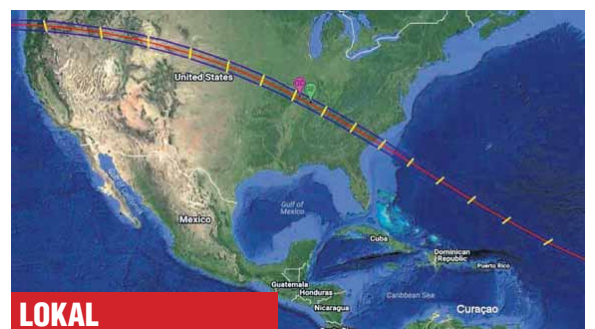 United States
Gulf of
Mexico
Mexico
Cuba
Dominican
Republic
Puerto Rico
Guatemala
Honduras
Caribbean Sea
Nicaragua
Curaçao
LOKAL